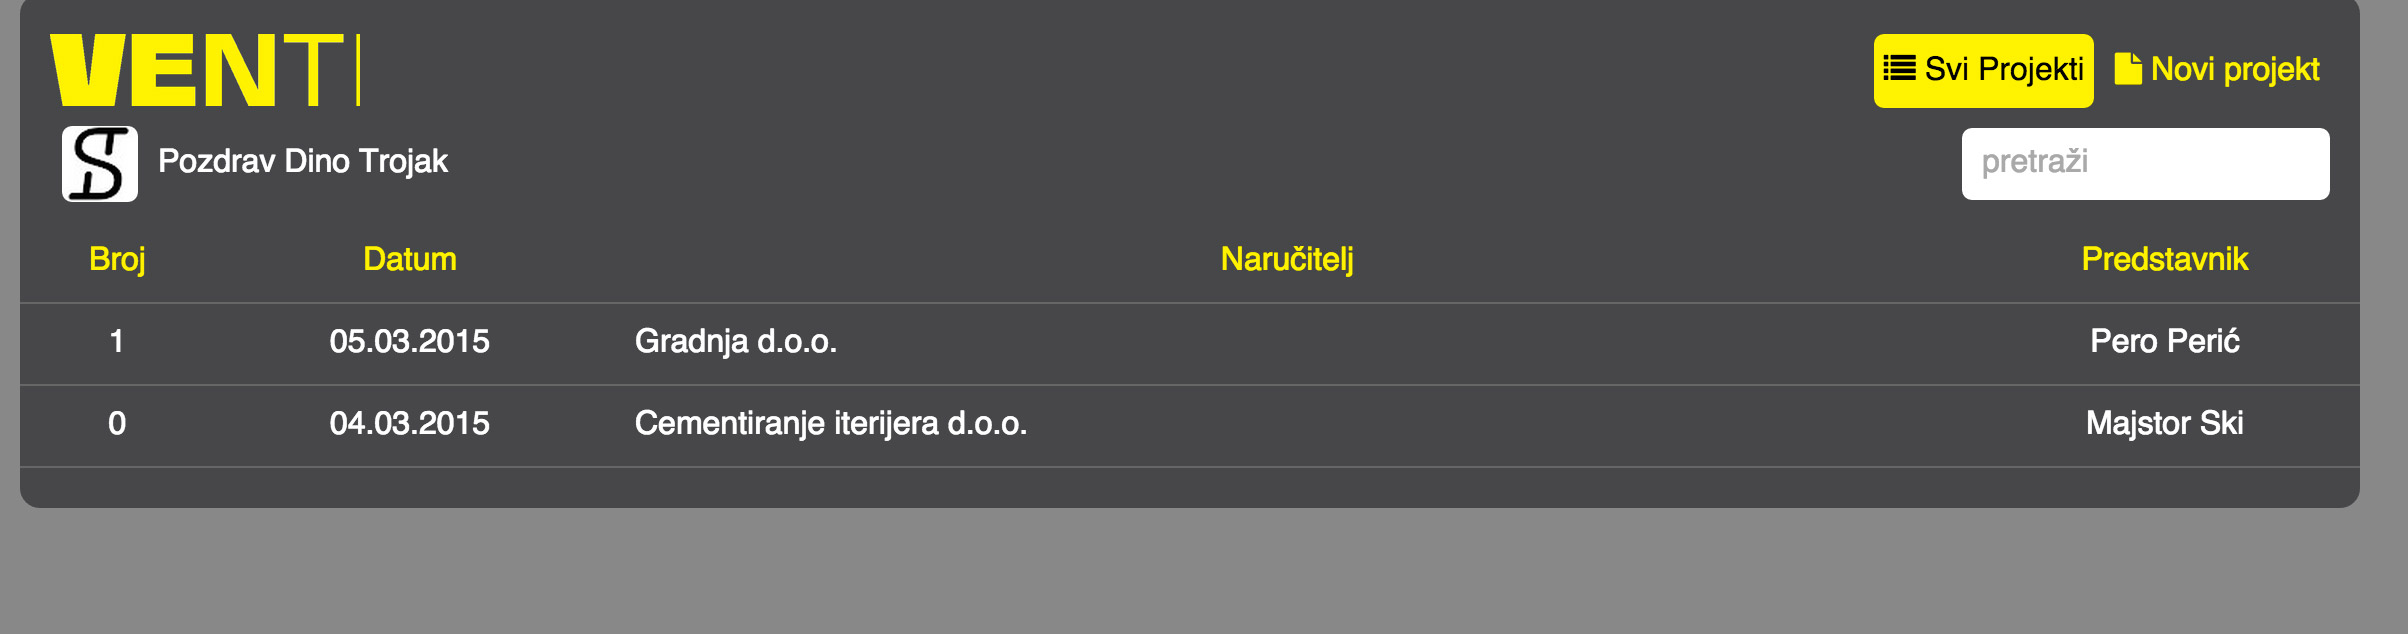 VENTI
Svi Projekti Novi projekt
Pozdrav Dino Trojak pretraži
Broj Datum Naručitelj Predstavnik
1 05.03.2015 Gradnja d.o.o. Pero Perić
0 04.03.2015 Cementiranje iterijera d.o.o. Majstor Ski